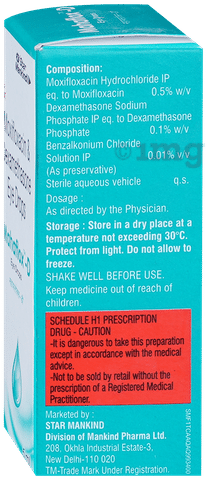 Composition:
Moxifloxacin Hydrochloride IP
eq. to Moxifloxacin 0.5% w/v
Dexamethasone Sodium
Phosphate IP eq. to Dexamethasone
Phosphate 0.1% w/v
Benzalkonium Chloride
Solution IP 0.01% w/v
(As preservative)
Sterile aqueous vehicle q.s.
Dosage :
As directed by the Physician.
Storage : Store in a dry place at a
temperature not exceeding 30°C.
Protect from light. Do not allow to
freeze.
SHAKE WELL BEFORE USE.
Keep medicine out of reach of
children.
SCHEDULE H1 PRESCRIPTION
DRUG - CAUTION
-It is dangerous to take this preparation
except in accordance with the medical
advice.
-Not to be sold by retail without the
prescription of a Registered Medical
Practitioner.
Marketed by :
STAR MANKIND
Division of Mankind Pharma Ltd.
208, Okhla Industrial Estate-3,
New Delhi-110 020
TM-Trade Mark Under Registration.
Moxifloxacin &
Dexamethasone
Eye Drops
1mg